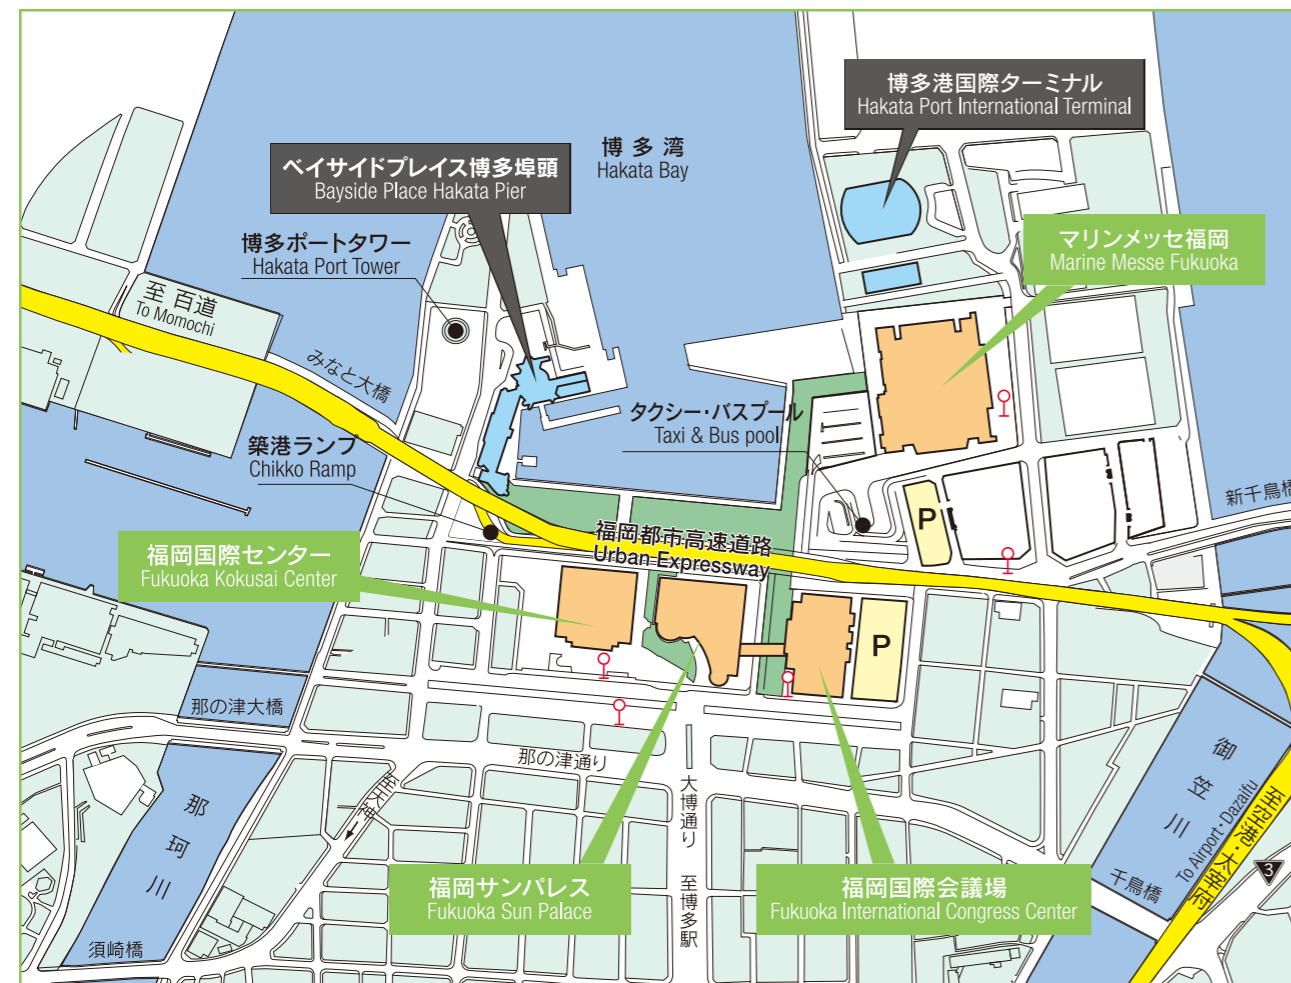 博多港国際ターミナル
Hakata Port International Terminal
博多湾
Hakata Bay
ベイサイドプレイス博多埠頭
Bayside Place Hakata Pier
博多ポートタワー
Hakata Port Tower
マリンメッセ福岡
Marine Messe Fukuoka
至 百道
To Momochi
みなと大橋
タクシー・バスプール
Taxi & Bus pool
築港ランプ
Chikko Ramp
新千鳥橋
P
福岡都市高速道路
Urban Expressway
福岡国際センター
Fukuoka Kokusai Center
P
那の津大橋
那の津通り
至天神
大博通り
至博多駅
那珂川
御笠川
To Airport・Dazaifu
至空港・太宰府
3
千鳥橋
福岡サンパレス
Fukuoka Sun Palace
福岡国際会議場
Fukuoka International Congress Center
須崎橋